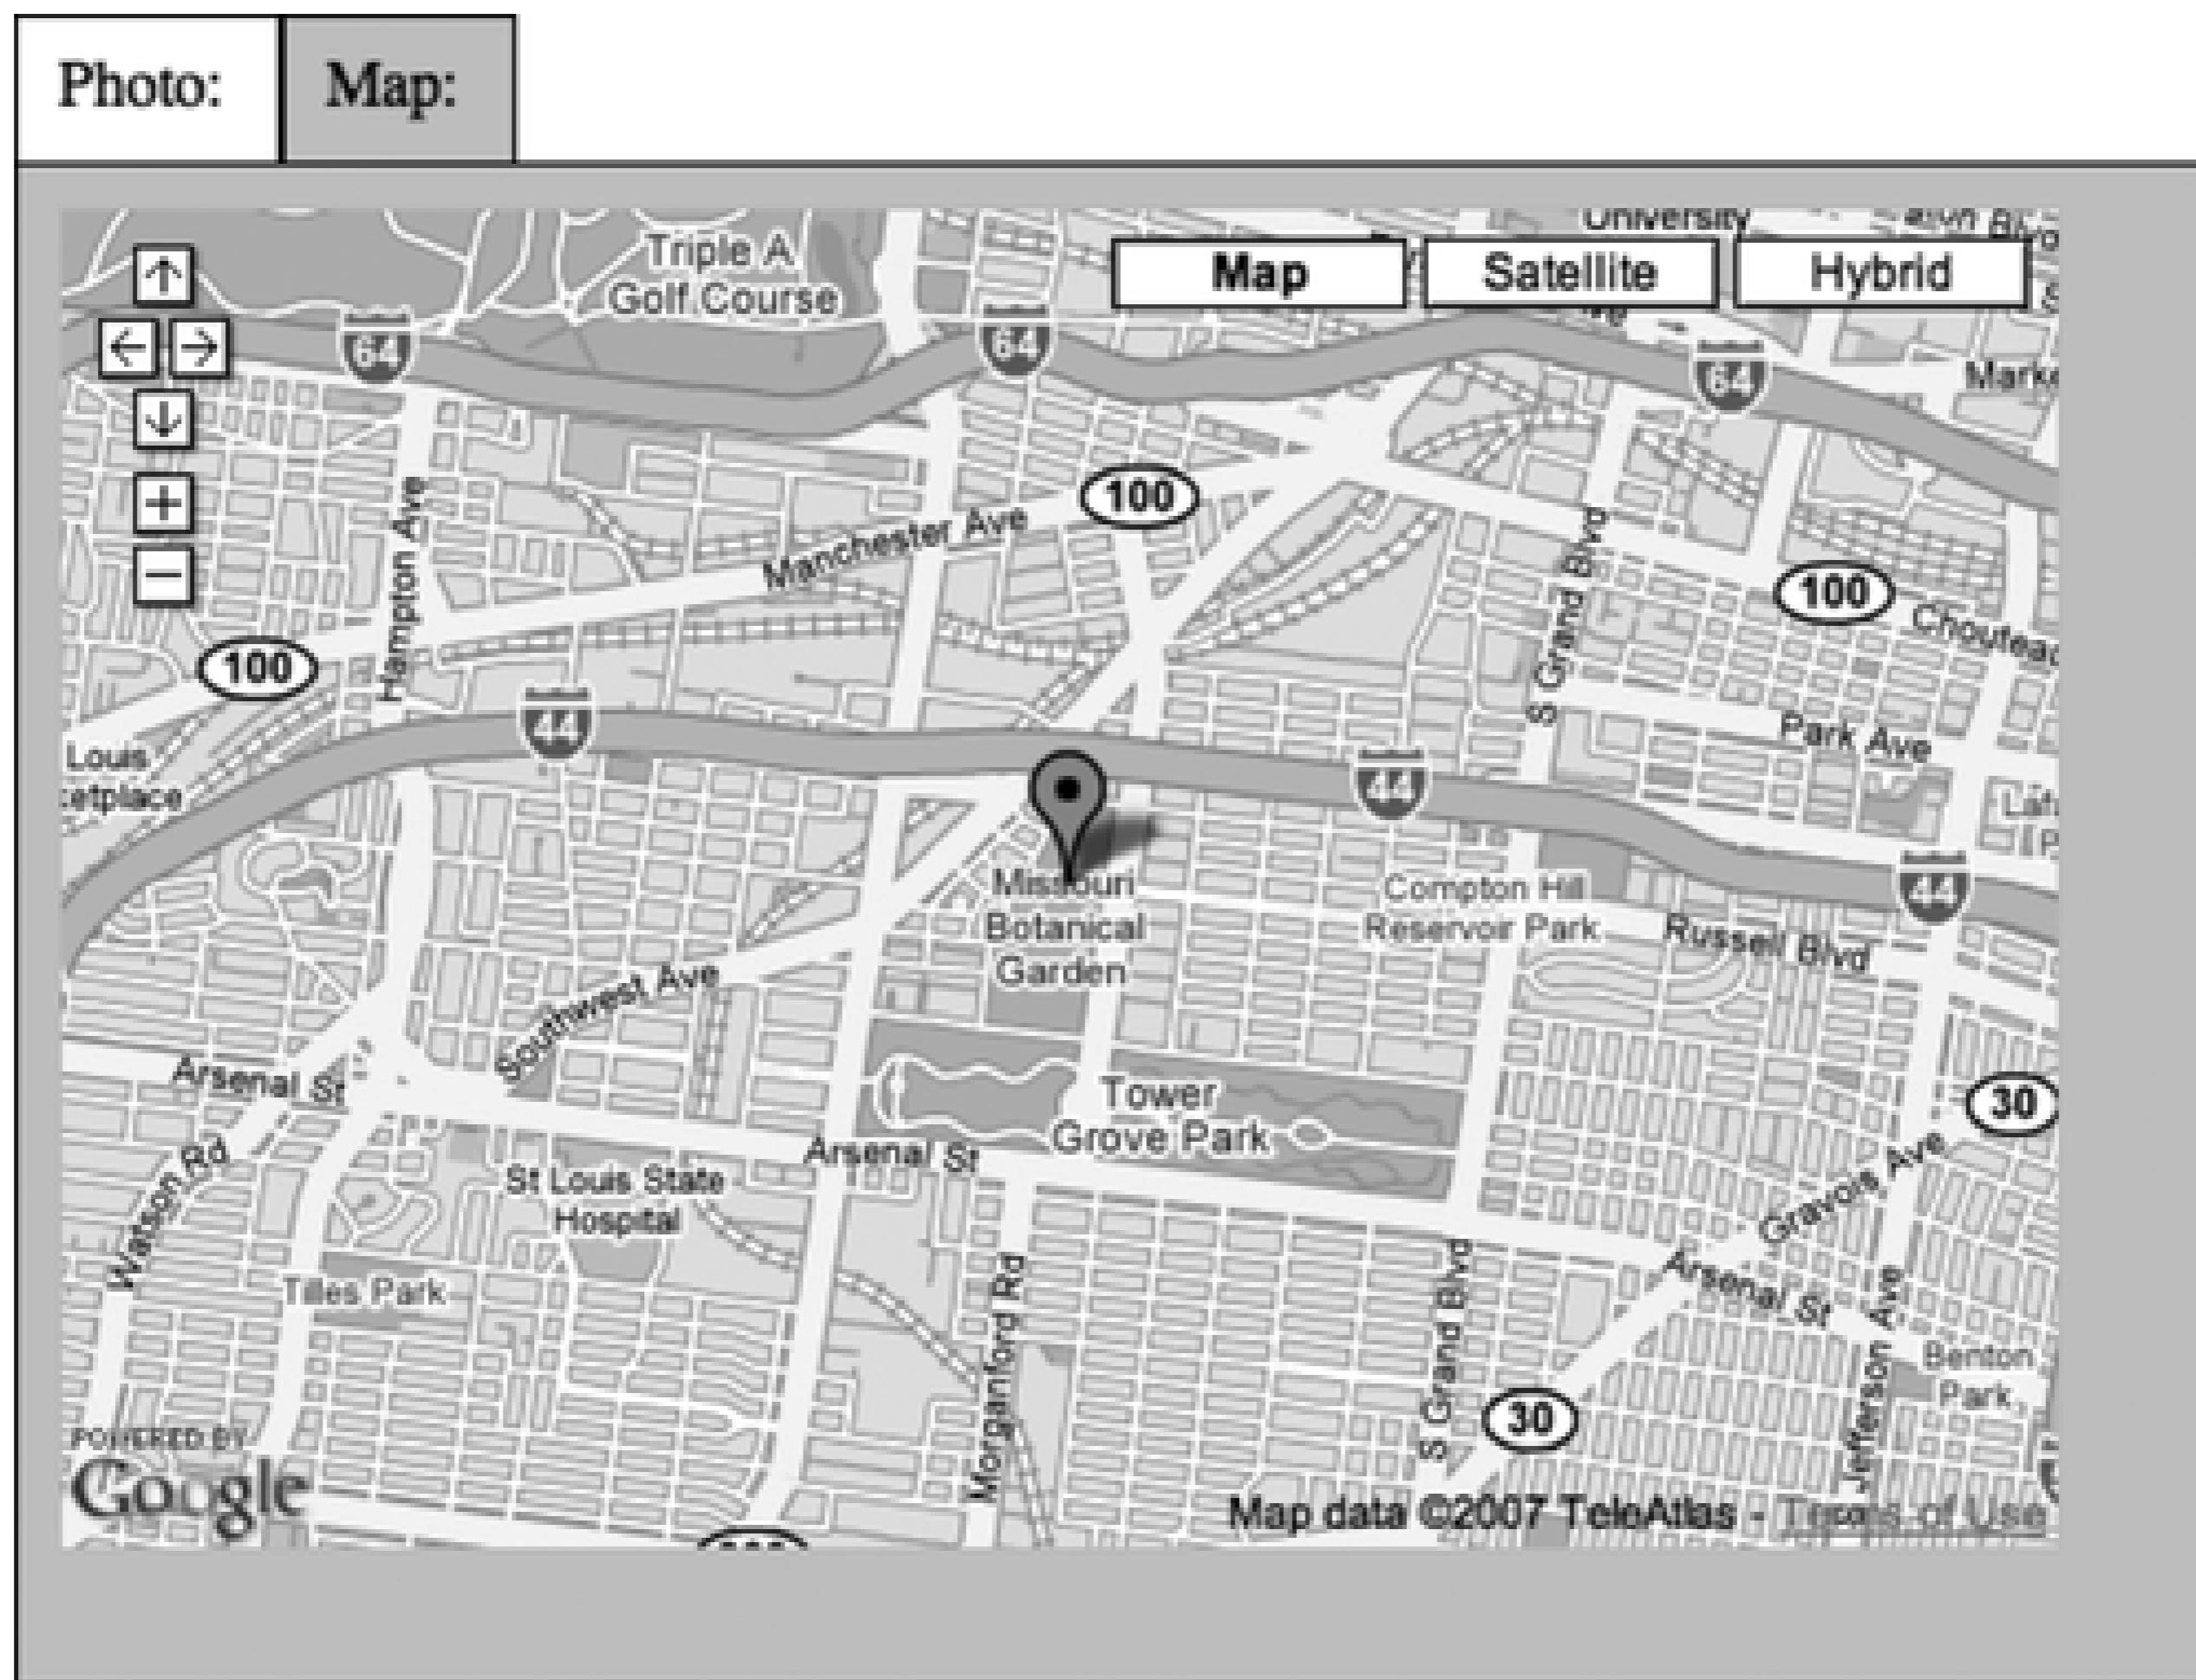 Photo:
Map:
University
Triple A
Golf Course
Map
Satellite
Hybrid
64
64
64
Hampton Ave
Manchester Ave
100
S Grand Blvd
100
100
44
Park Ave
44
Louis
Missouri
Botanical
Garden
Compton Hill
Reservoir Park
44
Russell Blvd
Southwest Ave
Arsenal St
Tower
Grove Park
30
Watson Rd
Arsenal St
St Louis State
Hospital
Gravois Ave
Tilles Park
Arsenal St
Morganford Rd
S Grand Blvd
Jefferson Ave
Benton
Park
30
POWERED BY
Google
Map data ©2007 TeleAtlas - Terms of Use